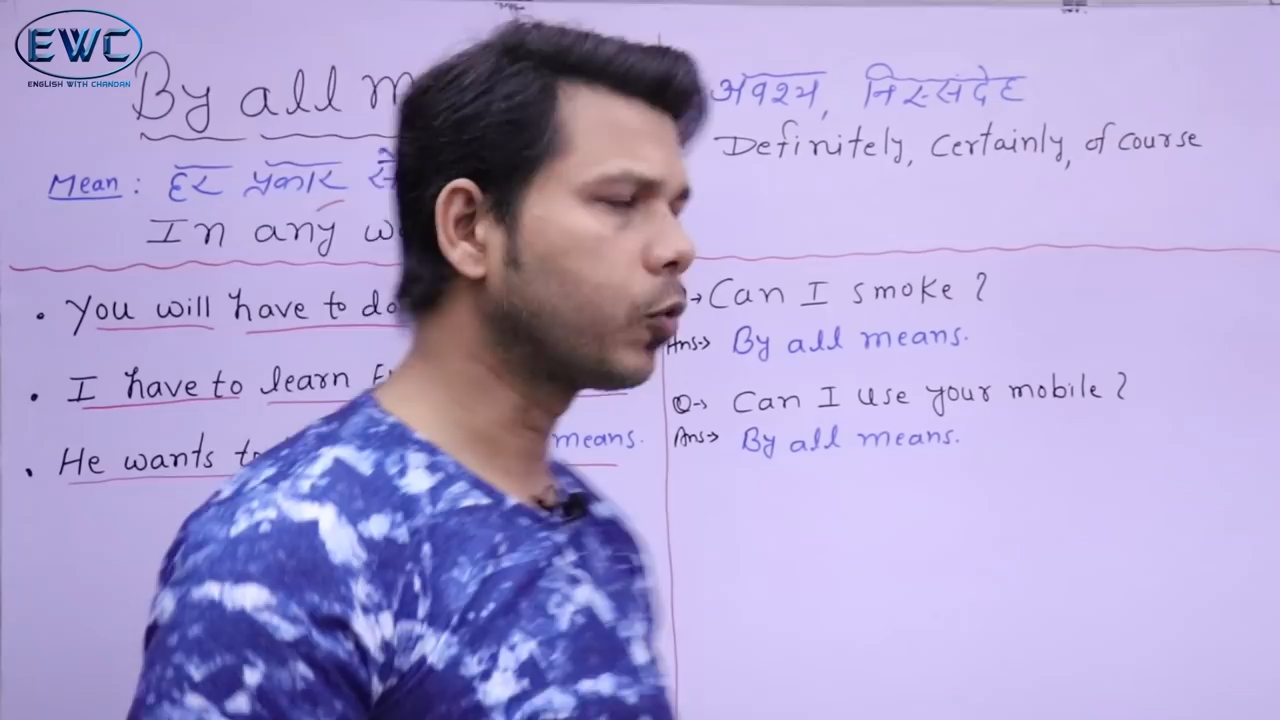 EWC
ENGLISH WITH CHANDAN
By all
Mean : हर प्रकार से
In any
• You will have to do
• I have to learn
• He wants
means.
अवश्य, निस्संदेह
Definitely, Certainly, of course
→ Can I smoke ?
Ans→ By all means.
Q→ Can I use your mobile ?
Ans→ By all means.